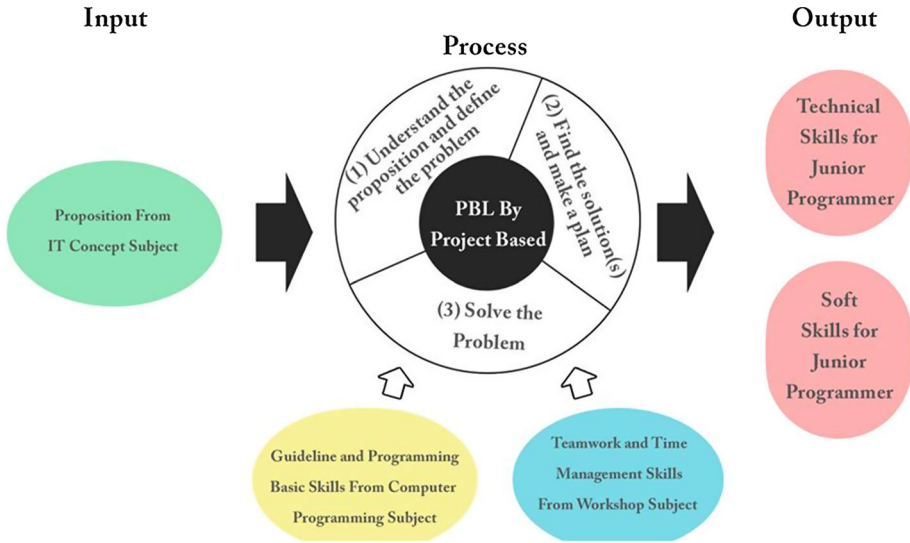 Input
Process
Output
Proposition From
IT Concept Subject
(1) Understand the
proposition and define
the problem
(2) Find the solution(s)
and make a plan
PBL By
Project Based
(3) Solve the
Problem
Guideline and Programming
Basic Skills From Computer
Programming Subject
Teamwork and Time
Management Skills
From Workshop Subject
Technical
Skills for
Junior
Programmer
Soft
Skills for
Junior
Programmer